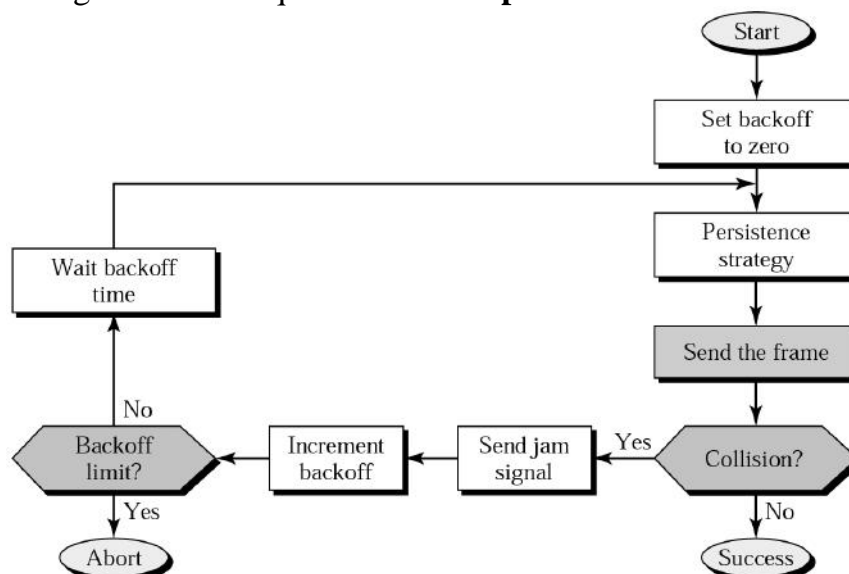 Start
Set backoff
to zero
Persistence
strategy
Wait backoff
time
Send the frame
No
Backoff
limit?
Increment
backoff
Send jam
signal
Yes
Collision?
Yes
No
Abort
Success